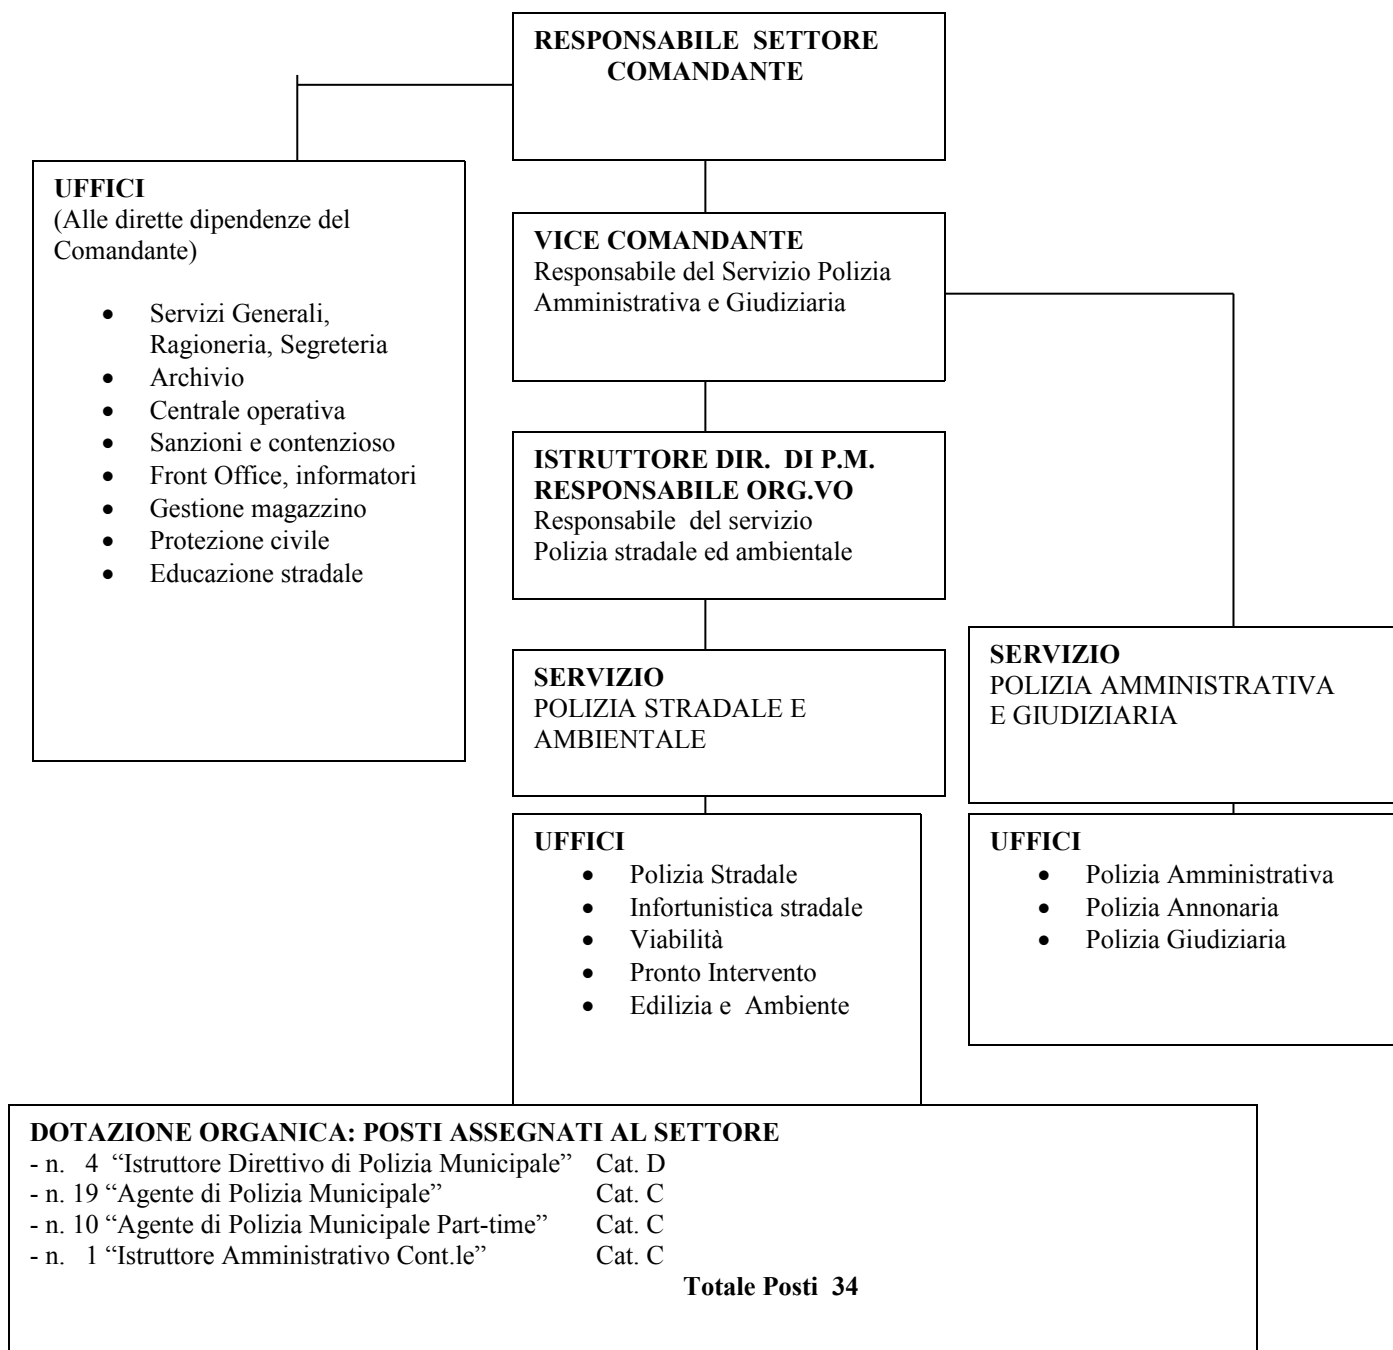 RESPONSABILE SETTORE
COMANDANTE
UFFICI
(Alle dirette dipendenze del
Comandante)
• Servizi Generali,
Ragioneria, Segreteria
• Archivio
• Centrale operativa
• Sanzioni e contenzioso
• Front Office, informatori
• Gestione magazzino
• Protezione civile
• Educazione stradale
VICE COMANDANTE
Responsabile del Servizio Polizia
Amministrativa e Giudiziaria
ISTRUTTORE DIR. DI P.M.
RESPONSABILE ORG.VO
Responsabile del servizio
Polizia stradale ed ambientale
SERVIZIO
POLIZIA STRADALE E
AMBIENTALE
SERVIZIO
POLIZIA AMMINISTRATIVA
E GIUDIZIARIA
UFFICI
• Polizia Stradale
• Infortunistica stradale
• Viabilità
• Pronto Intervento
• Edilizia e Ambiente
UFFICI
• Polizia Amministrativa
• Polizia Annonaria
• Polizia Giudiziaria
DOTAZIONE ORGANICA: POSTI ASSEGNATI AL SETTORE
- n. 4 “Istruttore Direttivo di Polizia Municipale” Cat. D
- n. 19 “Agente di Polizia Municipale” Cat. C
- n. 10 “Agente di Polizia Municipale Part-time” Cat. C
- n. 1 “Istruttore Amministrativo Cont.le” Cat. C
Totale Posti 34